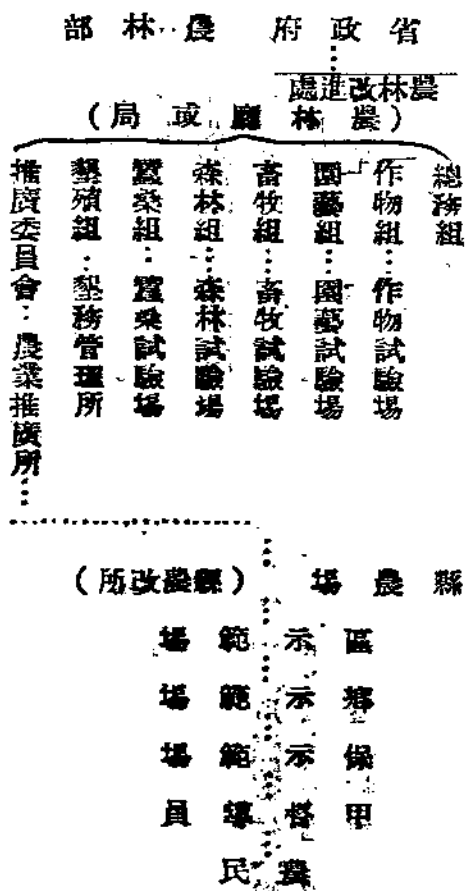 省政府 農林部
農林改進處
（農林廳或局）
總務組
作物組…作物試驗場
園藝組…園藝試驗場
畜牧組…畜牧試驗場
森林組…森林試驗場
蠶桑組…蠶桑試驗場
墾殖組…墾務管理所
推廣委員會…農業推廣所…
縣農場（縣農改所）
區示範場
鄉示範場
保示範場
甲督導員
農民